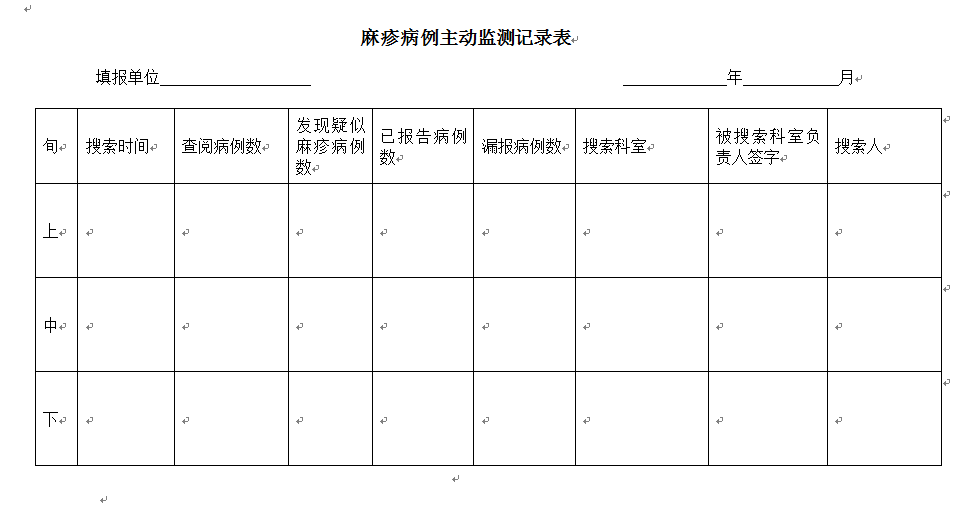 麻疹病例主动监测记录表
填报单位__________________ ____________年___________月
旬 搜索时间 查阅病例数 发现疑似麻疹病例数 已报告病例数 漏报病例数 搜索科室 被搜索科室负责人签字 搜索人
上
中
下